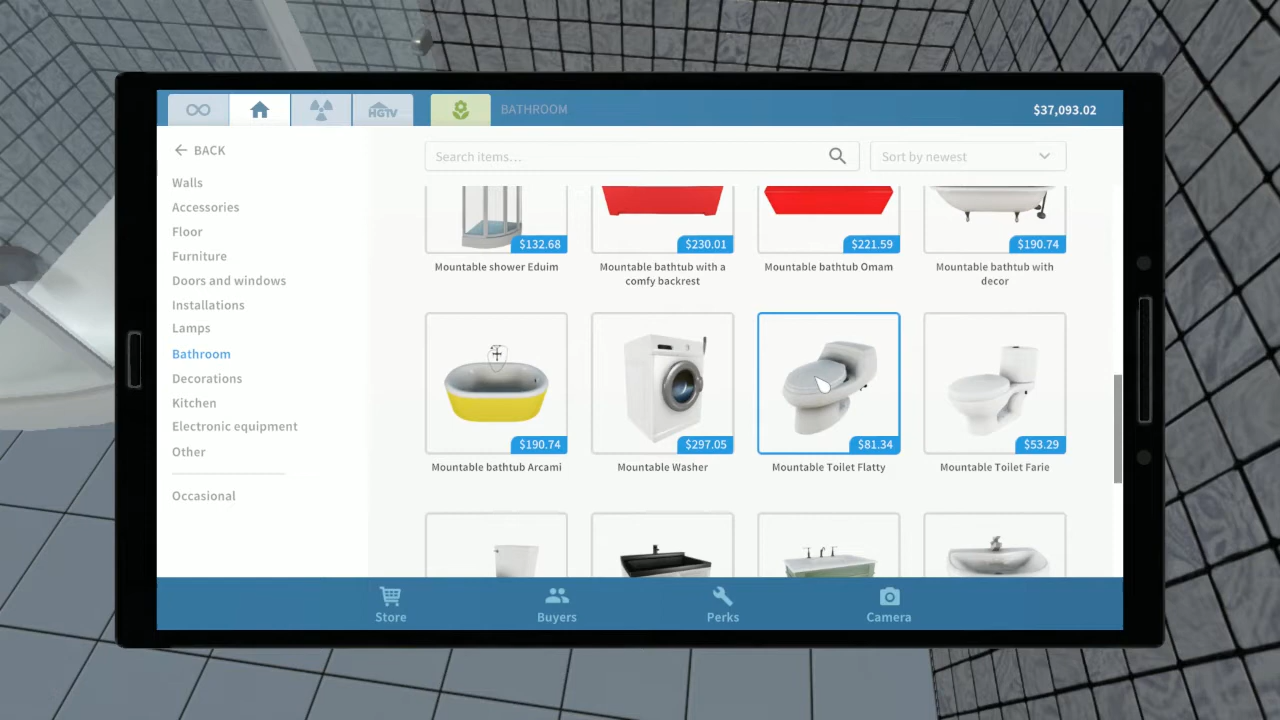 HGTV
BATHROOM
$37,093.02
BACK
Search items...
Sort by newest
Walls
Accessories
Floor
Furniture
Doors and windows
Installations
Lamps
Bathroom
Decorations
Kitchen
Electronic equipment
Other
Occasional
$132.68
$230.01
$221.59
$190.74
Mountable shower Eduim
Mountable bathtub with a
comfy backrest
Mountable bathtub Omam
Mountable bathtub with
decor
$190.74
$297.05
$81.34
$53.29
Mountable bathtub Arcami
Mountable Washer
Mountable Toilet Flatty
Mountable Toilet Farie
Store
Buyers
Perks
Camera